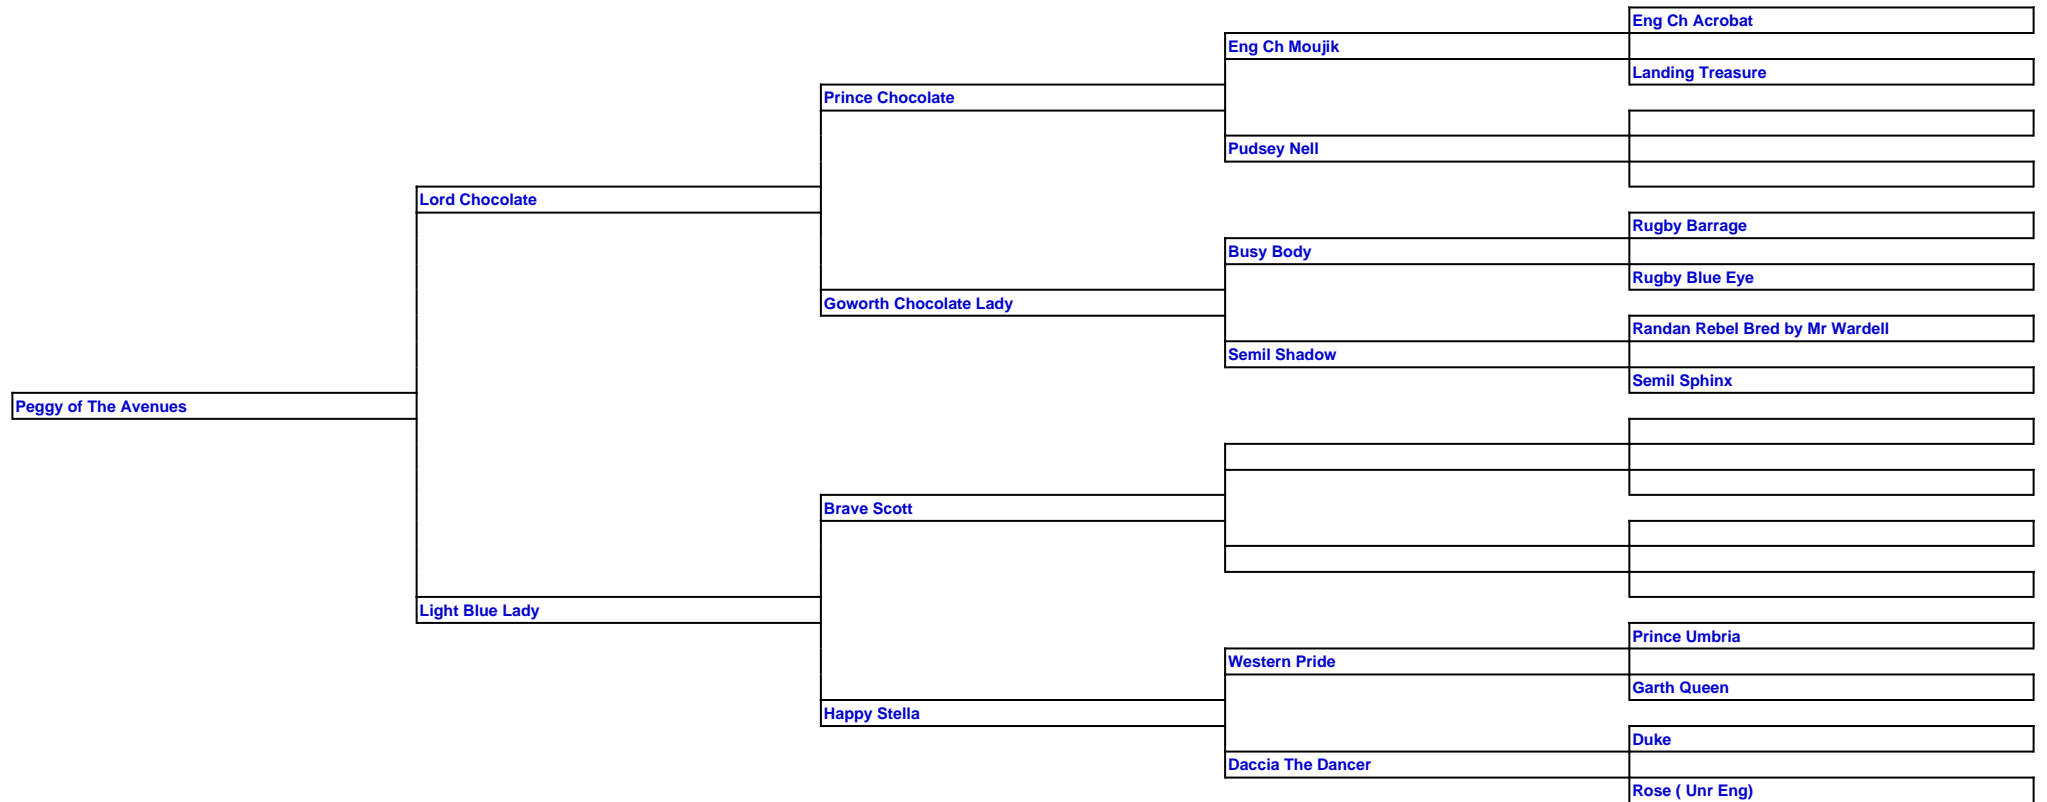 Eng Ch Acrobat
Eng Ch Moujik
Landing Treasure
Prince Chocolate
Pudsey Nell
Lord Chocolate
Rugby Barrage
Busy Body
Rugby Blue Eye
Goworth Chocolate Lady
Randan Rebel Bred by Mr Wardell
Semil Shadow
Semil Sphinx
Peggy of The Avenues
Brave Scott
Light Blue Lady
Prince Umbria
Western Pride
Garth Queen
Happy Stella
Duke
Daccia The Dancer
Rose ( Unr Eng)